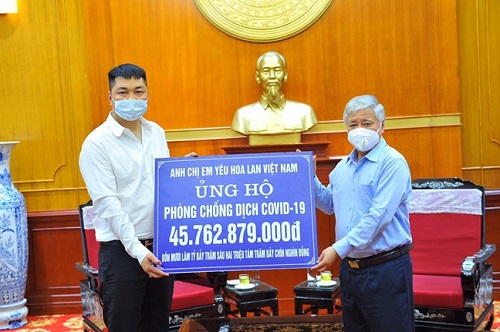 ANH CHỊ EM YÊU HOA LAN VIỆT NAM
ỦNG HỘ
PHÒNG CHỐNG DỊCH COVID-19
45.762.879.000đ
BỐN MƯƠI LĂM TỶ BẢY TRĂM SÁU HAI TRIỆU TÁM TRĂM BẢY CHÍN NGHÌN ĐỒNG